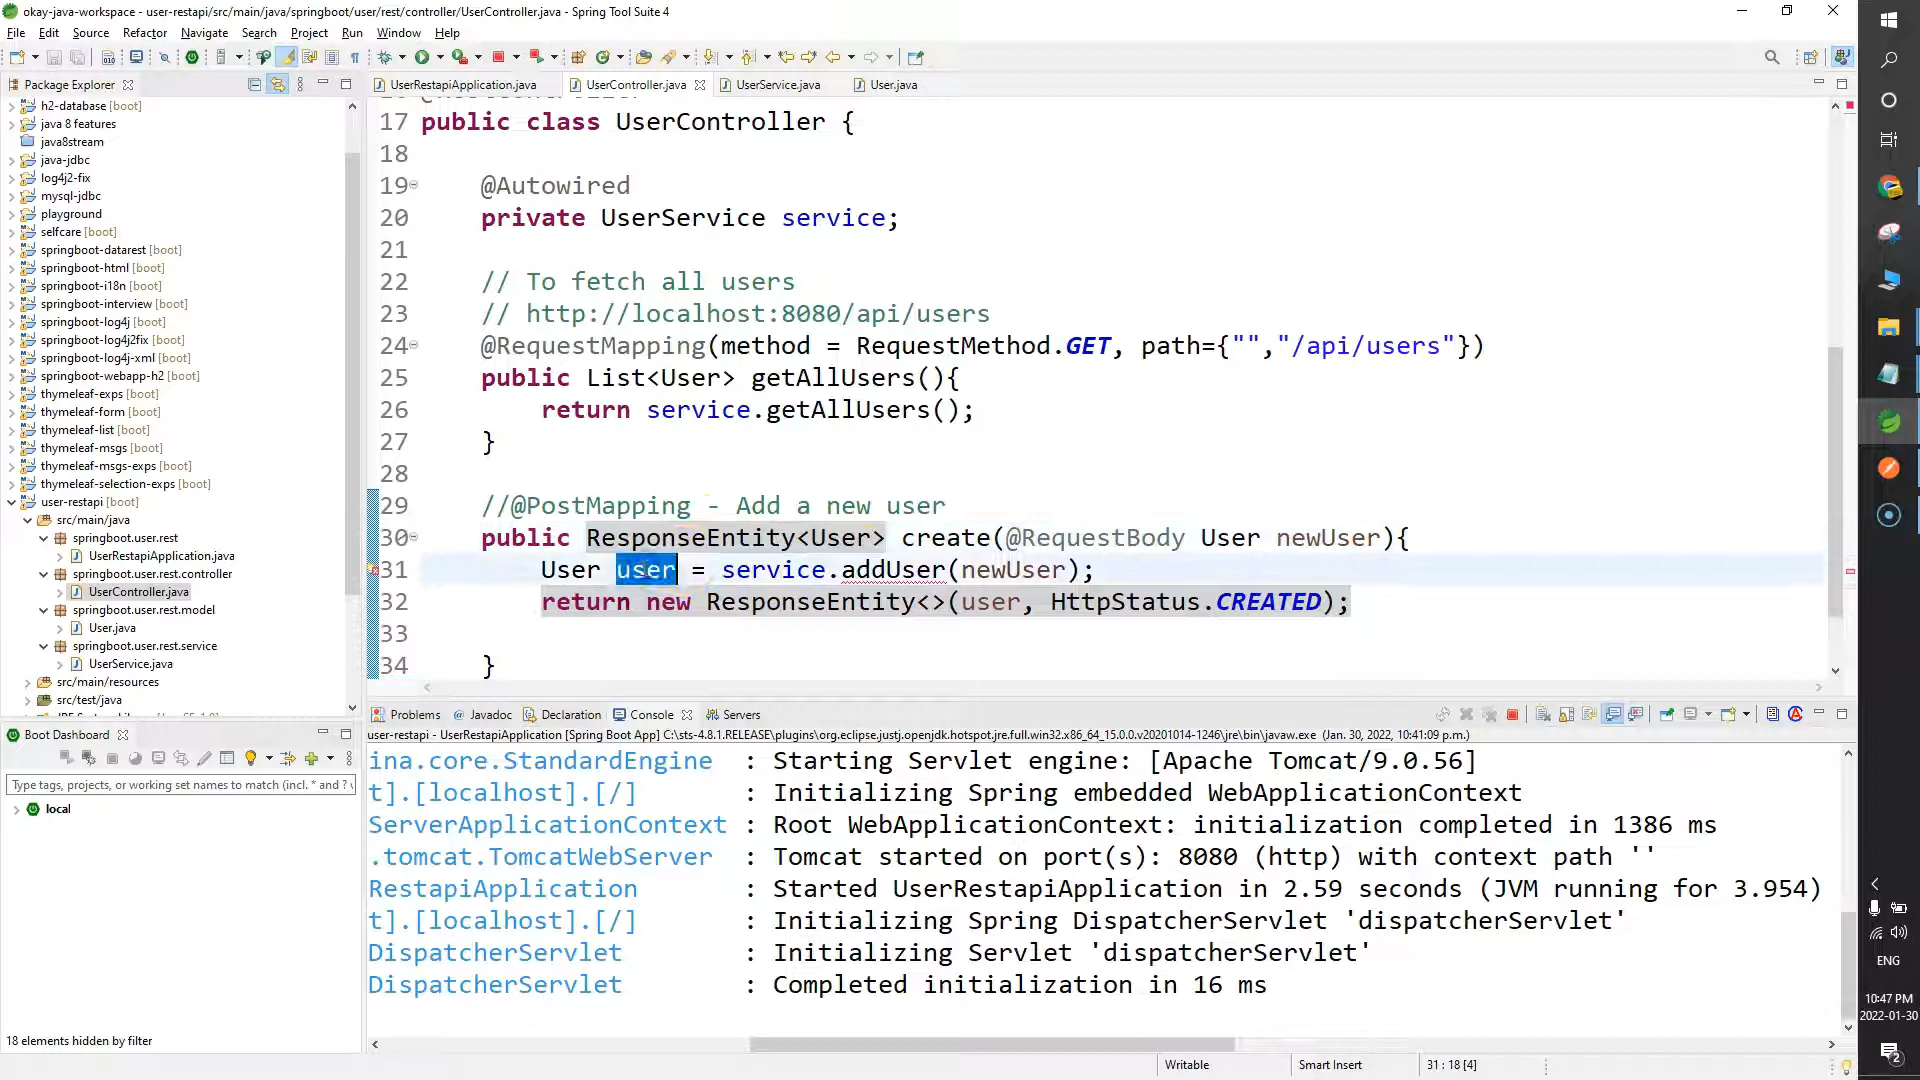 okay-java-workspace - user-restapi/src/main/java/springboot/user/rest/controller/UserController.java - Spring Tool Suite 4
File Edit Source Refactor Navigate Search Project Run Window Help
Package Explorer
h2-database [boot]
java 8 features
java8stream
java-jdbc
log4j2-fix
mysql-jdbc
playground
selfcare [boot]
springboot-datarest [boot]
springboot-html [boot]
springboot-i18n [boot]
springboot-interview [boot]
springboot-log4j [boot]
springboot-log4j2fix [boot]
springboot-log4j-xml [boot]
springboot-webapp-h2 [boot]
thymeleaf-exps [boot]
thymeleaf-form [boot]
thymeleaf-list [boot]
thymeleaf-msgs [boot]
thymeleaf-msgs-exps [boot]
thymeleaf-selection-exps [boot]
user-restapi [boot]
src/main/java
springboot.user.rest
UserRestapiApplication.java
springboot.user.rest.controller
UserController.java
springboot.user.rest.model
User.java
springboot.user.rest.service
UserService.java
src/main/resources
src/test/java
Boot Dashboard
Type tags, projects, or working set names to match (incl. * and ? v
local
18 elements hidden by filter
UserRestapiApplication.java UserController.java UserService.java User.java
17 public class UserController {
18
19 @Autowired
20 private UserService service;
21
22 // To fetch all users
23 // http://localhost:8080/api/users
24 @RequestMapping(method = RequestMethod.GET, path={"","/api/users"})
25 public List<User> getAllUsers(){
26 return service.getAllUsers();
27 }
28
29 //@PostMapping - Add a new user
30 public ResponseEntity<User> create(@RequestBody User newUser){
31 User user = service.addUser(newUser);
32 return new ResponseEntity<>(user, HttpStatus.CREATED);
33
34 }
Problems Javadoc Declaration Console Servers
user-restapi - UserRestapiApplication [Spring Boot App] C:\sts-4.8.1.RELEASE\plugins\org.eclipse.justj.openjdk.hotspot.jre.full.win32.x86_64_15.0.0.v20201014-1246\jre\bin\javaw.exe (Jan. 30, 2022, 10:41:09 p.m.)
ina.core.StandardEngine : Starting Servlet engine: [Apache Tomcat/9.0.56]
t].[localhost].[/] : Initializing Spring embedded WebApplicationContext
ServerApplicationContext : Root WebApplicationContext: initialization completed in 1386 ms
.tomcat.TomcatWebServer : Tomcat started on port(s): 8080 (http) with context path ''
RestapiApplication : Started UserRestapiApplication in 2.59 seconds (JVM running for 3.954)
t].[localhost].[/] : Initializing Spring DispatcherServlet 'dispatcherServlet'
DispatcherServlet : Initializing Servlet 'dispatcherServlet'
DispatcherServlet : Completed initialization in 16 ms
Writable Smart Insert 31 : 18 [4]
ENG
10:47 PM
2022-01-30
2